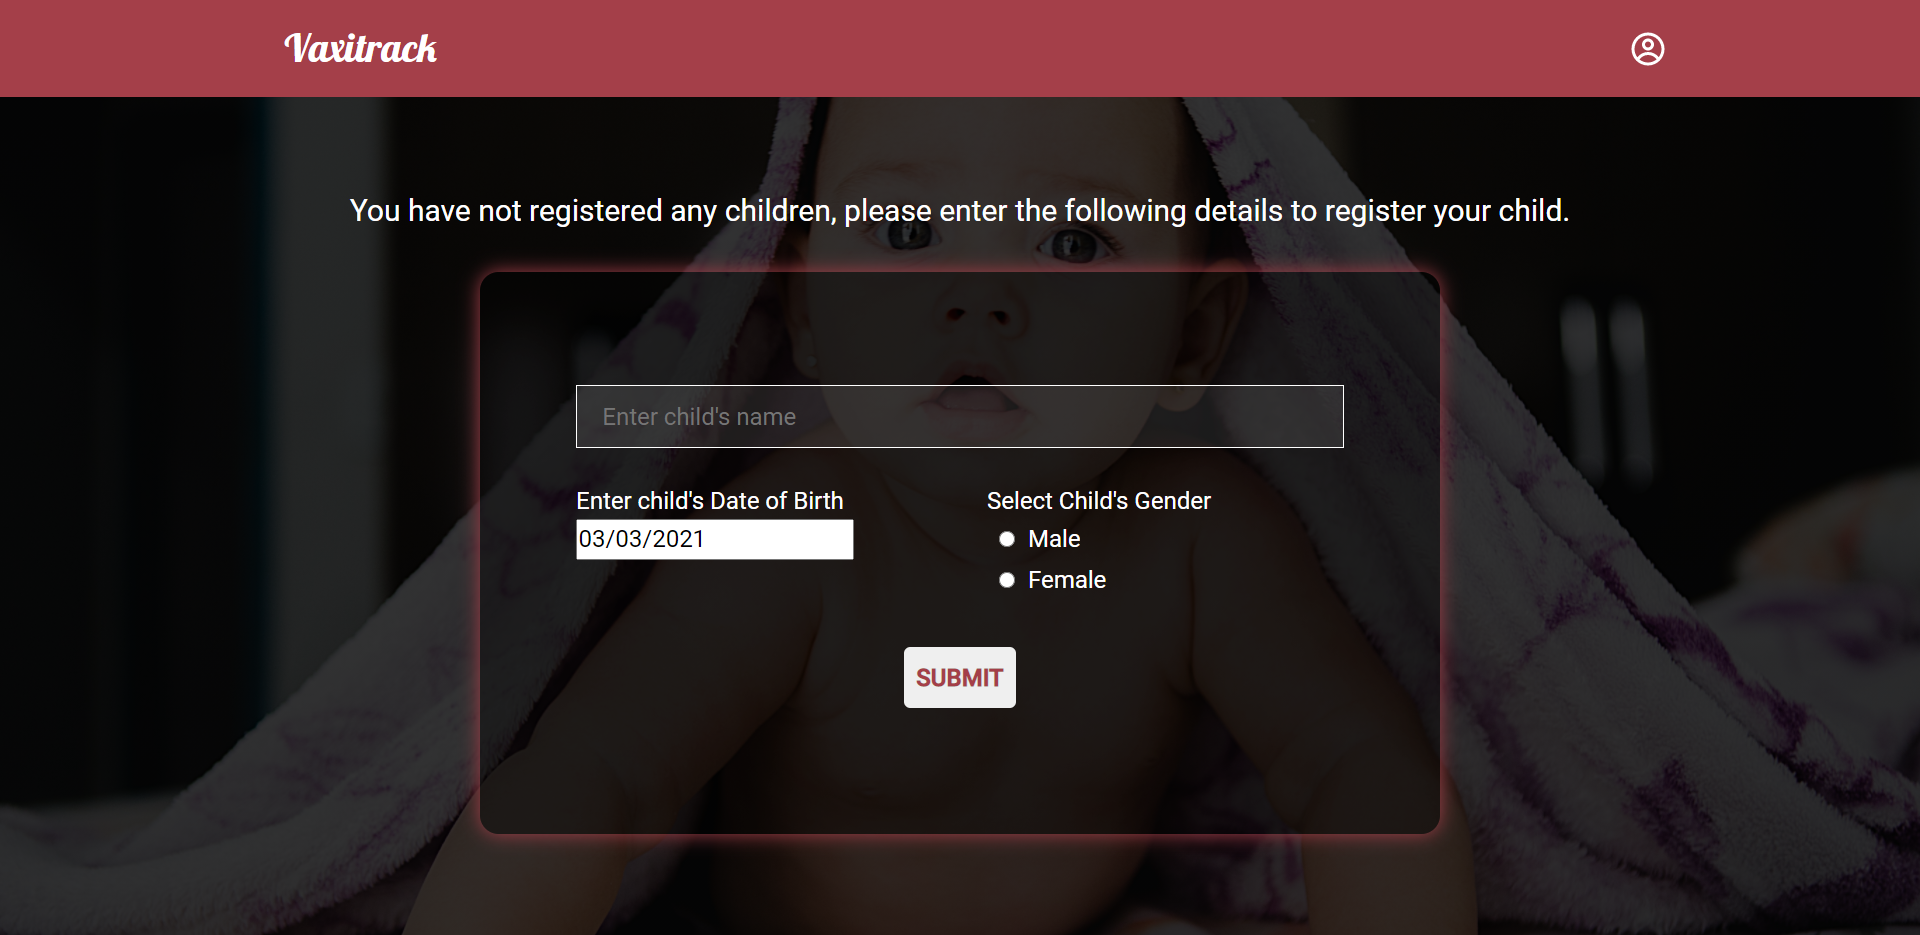 Vaxitrack
You have not registered any children, please enter the following details to register your child.
Enter child's name
Enter child's Date of Birth
03/03/2021
Select Child's Gender
Male
Female
SUBMIT